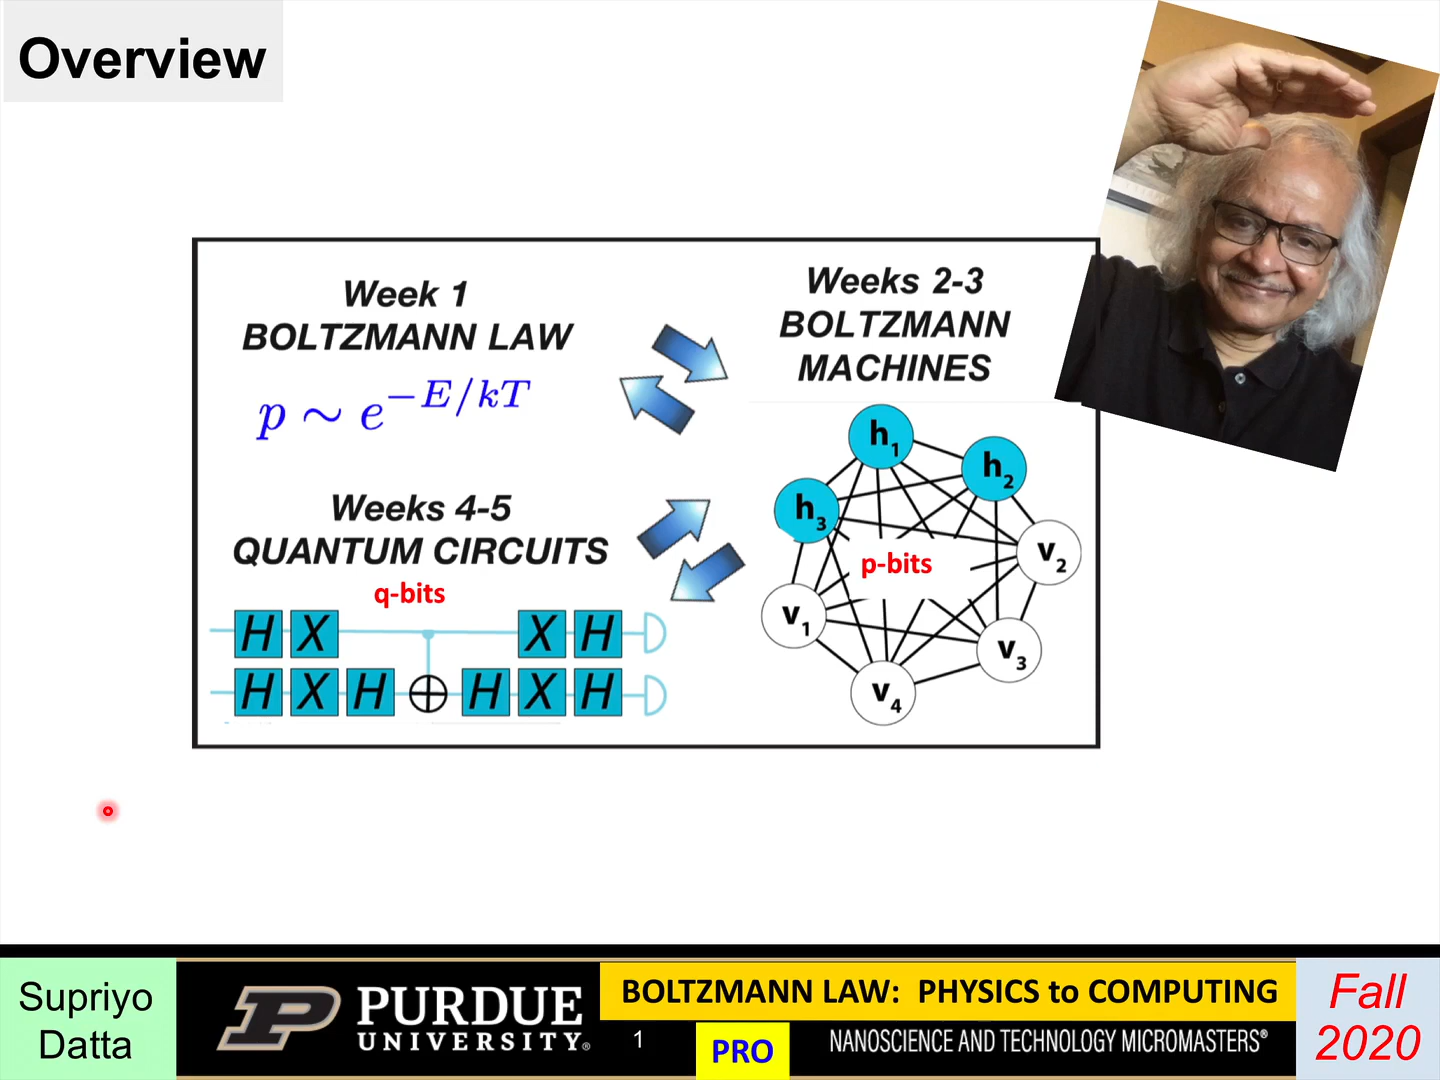 Overview
Week 1
BOLTZMANN LAW
p ~ e^{-E/kT}
Weeks 2-3
BOLTZMANN
MACHINES
h1
h2
h3
p-bits
v2
v1
v3
v4
Weeks 4-5
QUANTUM CIRCUITS
q-bits
H X X H
H X H H X H
Supriyo
Datta
PURDUE
UNIVERSITY®
1
BOLTZMANN LAW: PHYSICS to COMPUTING
PRO
NANOSCIENCE AND TECHNOLOGY MICROMASTERS®
Fall
2020